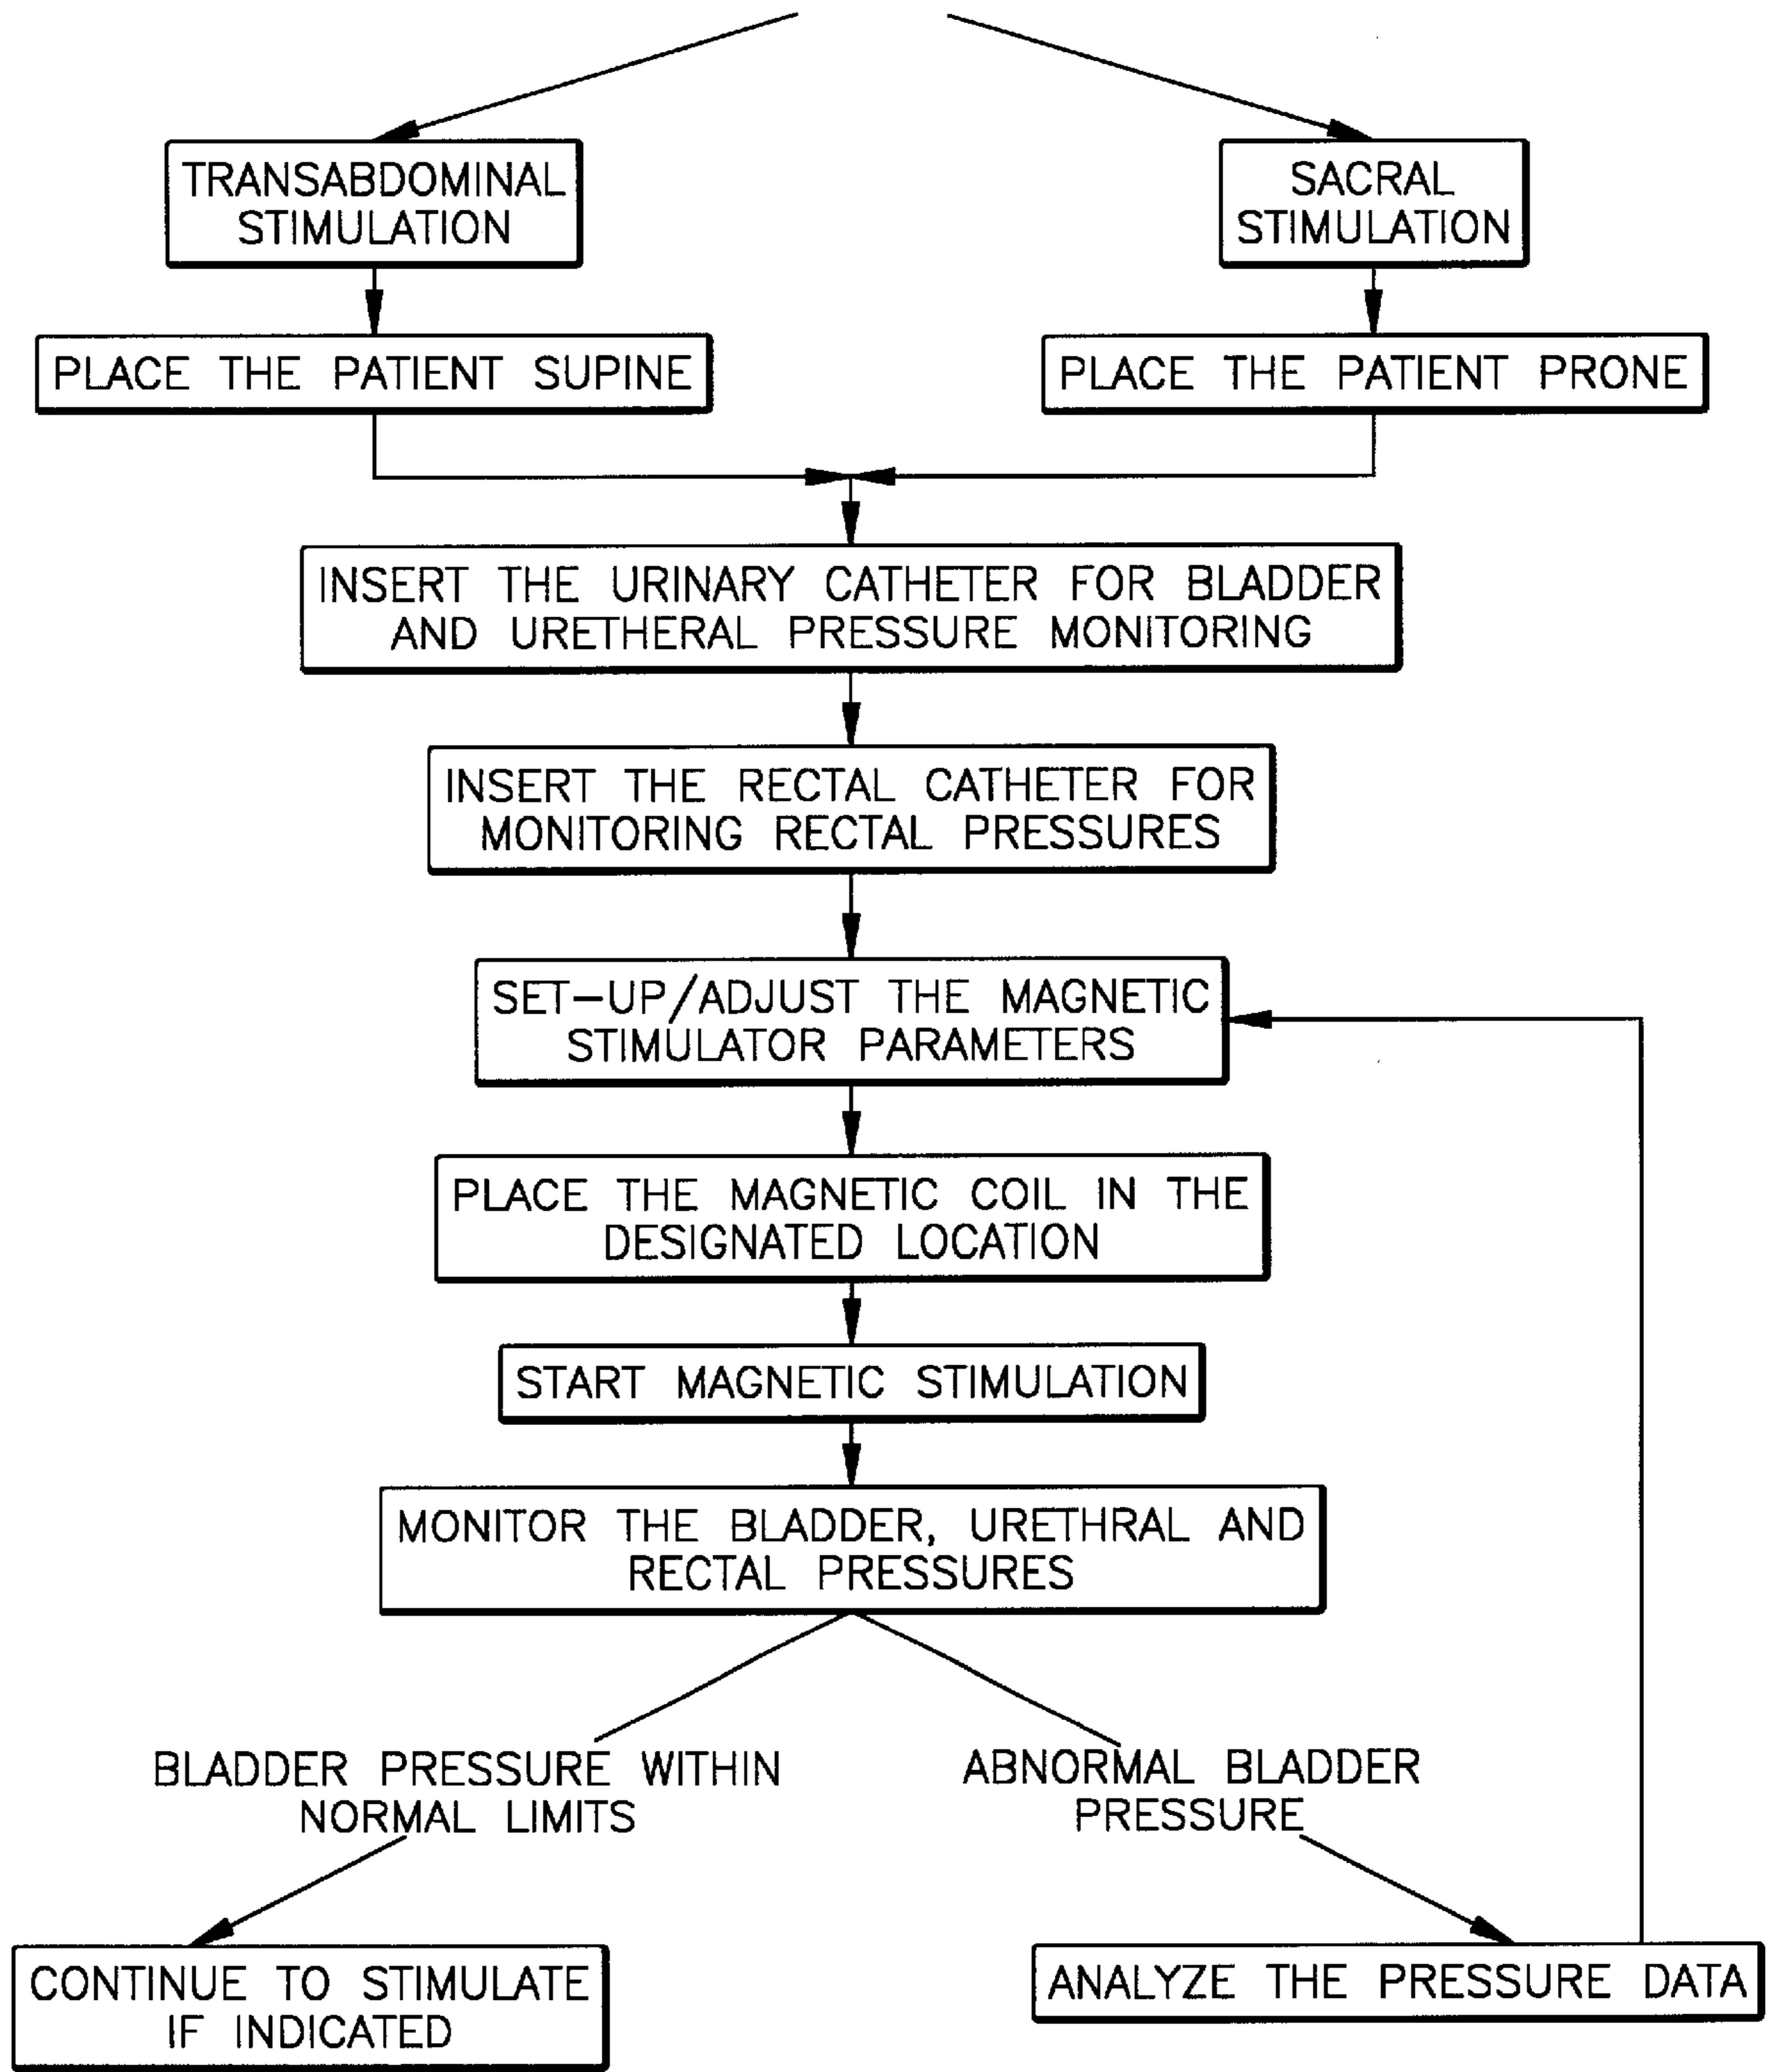 TRANSABDOMINAL
STIMULATION
SACRAL
STIMULATION
PLACE THE PATIENT SUPINE
PLACE THE PATIENT PRONE
INSERT THE URINARY CATHETER FOR BLADDER
AND URETHERAL PRESSURE MONITORING
INSERT THE RECTAL CATHETER FOR
MONITORING RECTAL PRESSURES
SET-UP/ADJUST THE MAGNETIC
STIMULATOR PARAMETERS
PLACE THE MAGNETIC COIL IN THE
DESIGNATED LOCATION
START MAGNETIC STIMULATION
MONITOR THE BLADDER, URETHRAL AND
RECTAL PRESSURES
BLADDER PRESSURE WITHIN
NORMAL LIMITS
ABNORMAL BLADDER
PRESSURE
CONTINUE TO STIMULATE
IF INDICATED
ANALYZE THE PRESSURE DATA